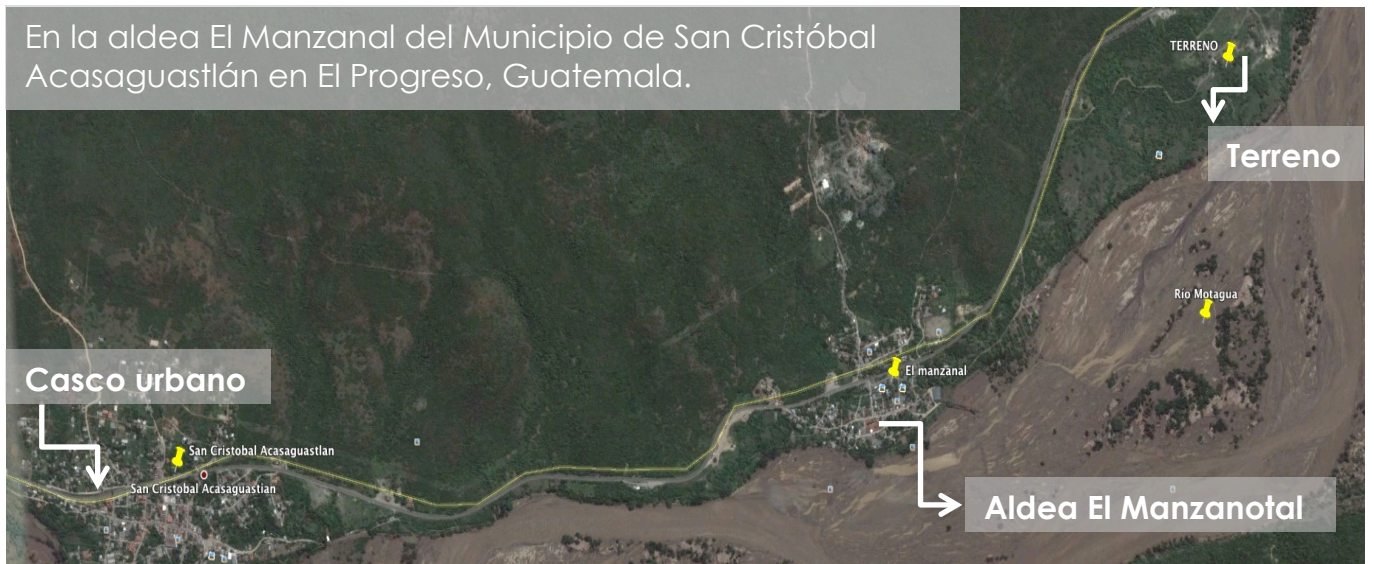 En la aldea El Manzanal del Municipio de San Cristóbal
Acasaguastlán en El Progreso, Guatemala.
TERRENO
Terreno
Rio Motagua
El manzanal
Casco urbano
San Cristobal Acasaguastlan
San Cristobal Acasaguastlan
Aldea El Manzanotal